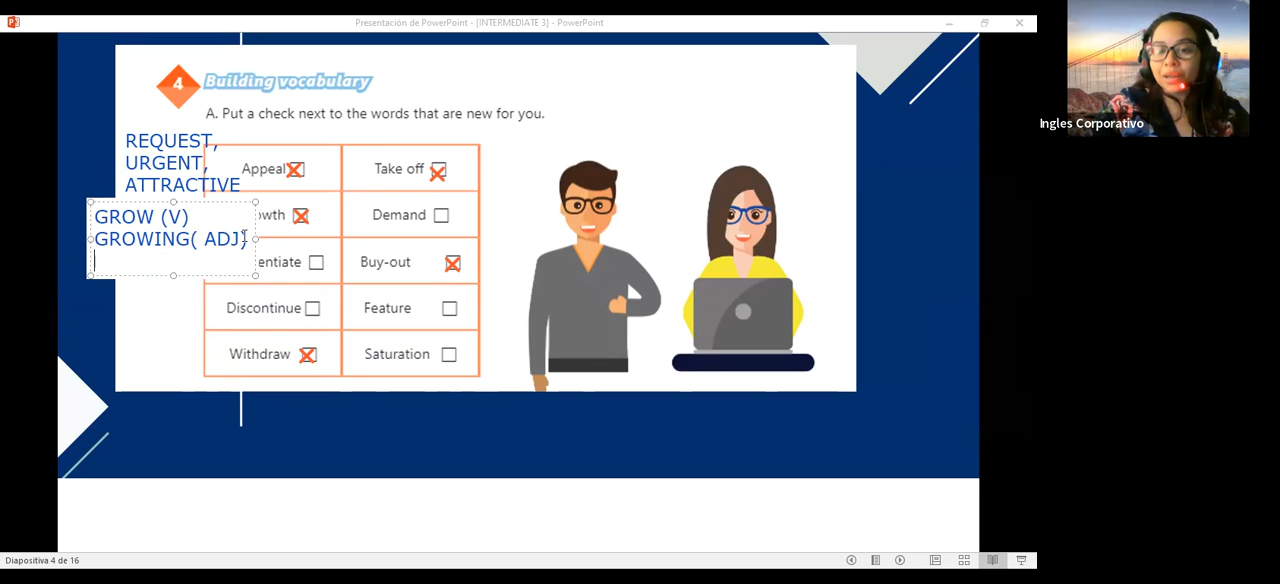 Presentación de PowerPoint - [INTERMEDIATE 3] - PowerPoint
4 Building vocabulary
A. Put a check next to the words that are new for you.
REQUEST,
URGENT,
ATTRACTIVE
Appeal
Take off
GROW (V)
GROWING( ADJ)
owth
Demand
entiate
Buy-out
Discontinue
Feature
Withdraw
Saturation
Ingles Corporativo
Diapositiva 4 de 16